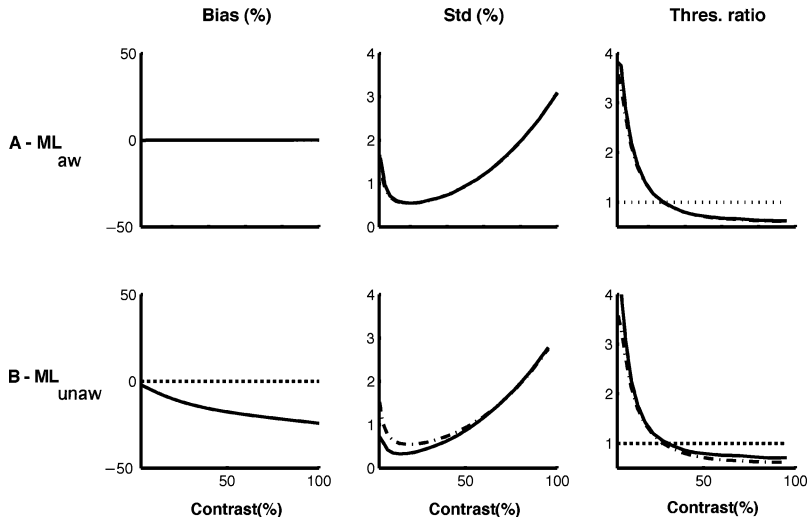 Bias (%) Std (%) Thres. ratio
50 4 4
3 3
A - ML aw 0 2 2
1 1
−50 0
50 4 4
3 3
B - ML unaw 0 2 2
1 1
−50 0
50 100 50 100 50 100
Contrast(%) Contrast(%) Contrast(%)